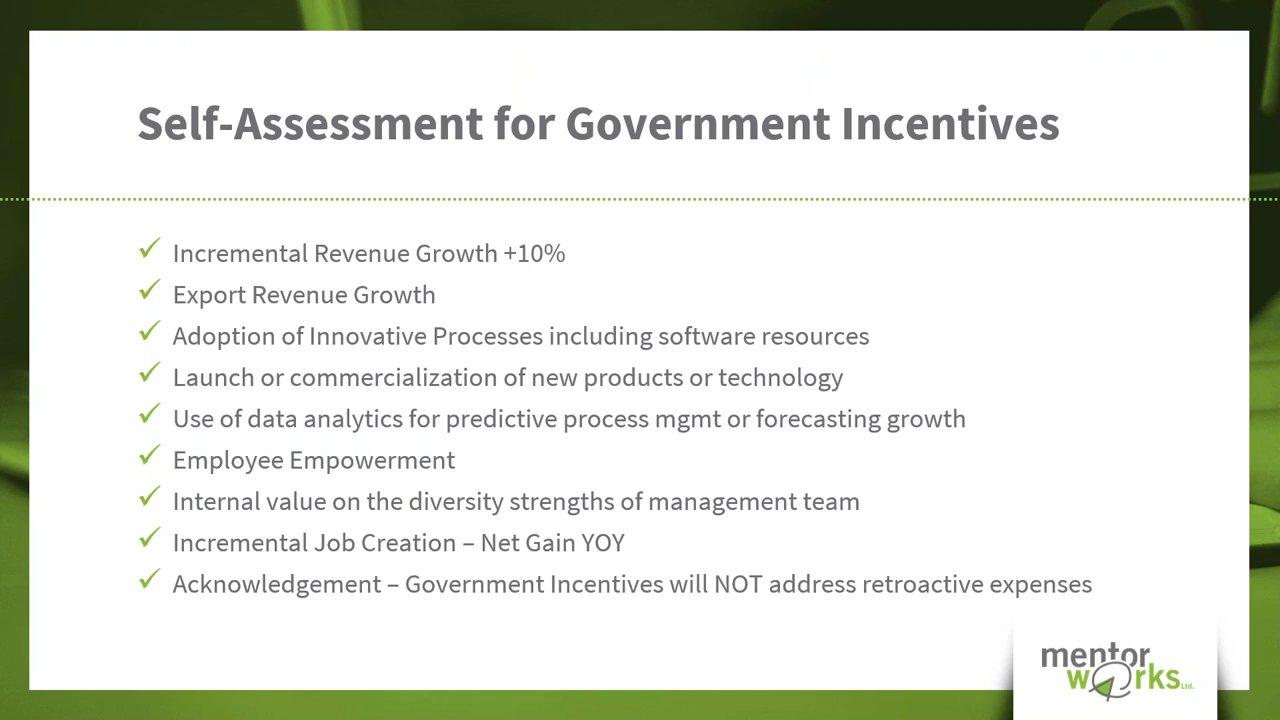 Self-Assessment for Government Incentives
Incremental Revenue Growth +10%
Export Revenue Growth
Adoption of Innovative Processes including software resources
Launch or commercialization of new products or technology
Use of data analytics for predictive process mgmt or forecasting growth
Employee Empowerment
Internal value on the diversity strengths of management team
Incremental Job Creation – Net Gain YOY
Acknowledgement – Government Incentives will NOT address retroactive expenses
mentor
works Ltd.